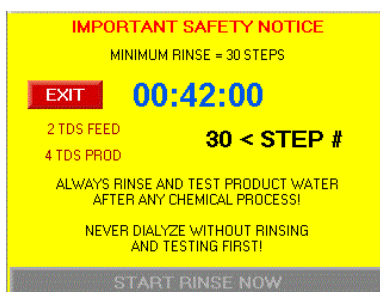 IMPORTANT SAFETY NOTICE
MINIMUM RINSE = 30 STEPS
EXIT
00:42:00
2 TDS FEED
4 TDS PROD
30 < STEP #
ALWAYS RINSE AND TEST PRODUCT WATER
AFTER ANY CHEMICAL PROCESS!
NEVER DIALYZE WITHOUT RINSING
AND TESTING FIRST!
START RINSE NOW